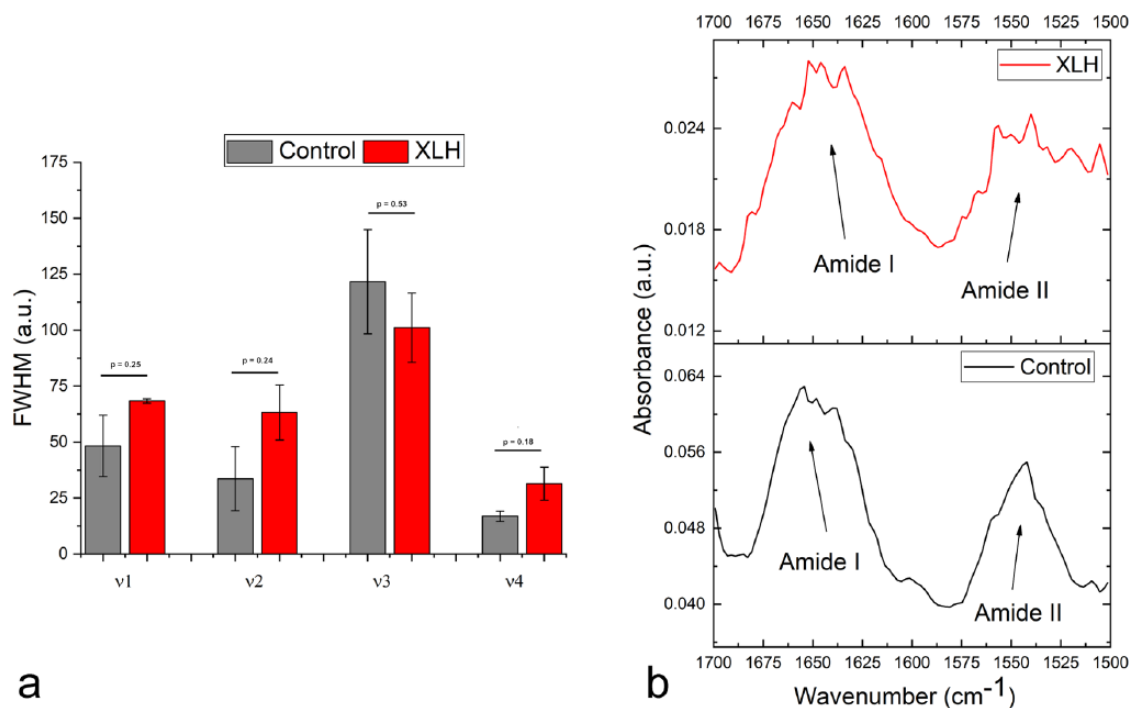 Control XLH
FWHM (a.u.)
175
150
125
100
75
50
25
0
p = 0.25
p = 0.24
p = 0.53
p = 0.18
ν1 ν2 ν3 ν4
a
1700 1675 1650 1625 1600 1575 1550 1525 1500
XLH
0.024
0.018
0.012
Amide I
Amide II
Absorbance (a.u.)
Control
0.064
0.056
0.048
0.040
Amide I
Amide II
1700 1675 1650 1625 1600 1575 1550 1525 1500
Wavenumber (cm⁻¹)
b